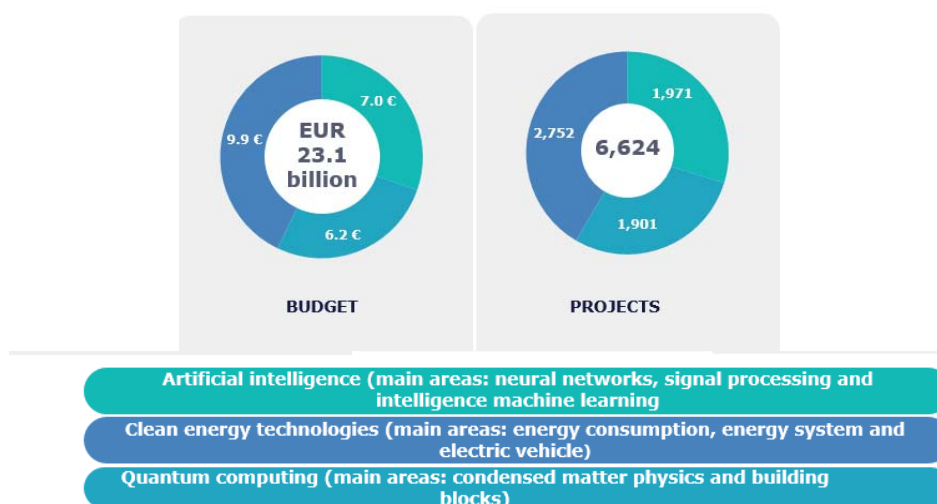 7.0 €
9.9 €
EUR
23.1
billion
6.2 €
BUDGET
1,971
2,752
6,624
1,901
PROJECTS
Artificial intelligence (main areas: neural networks, signal processing and
intelligence machine learning
Clean energy technologies (main areas: energy consumption, energy system and
electric vehicle)
Quantum computing (main areas: condensed matter physics and building
blocks)